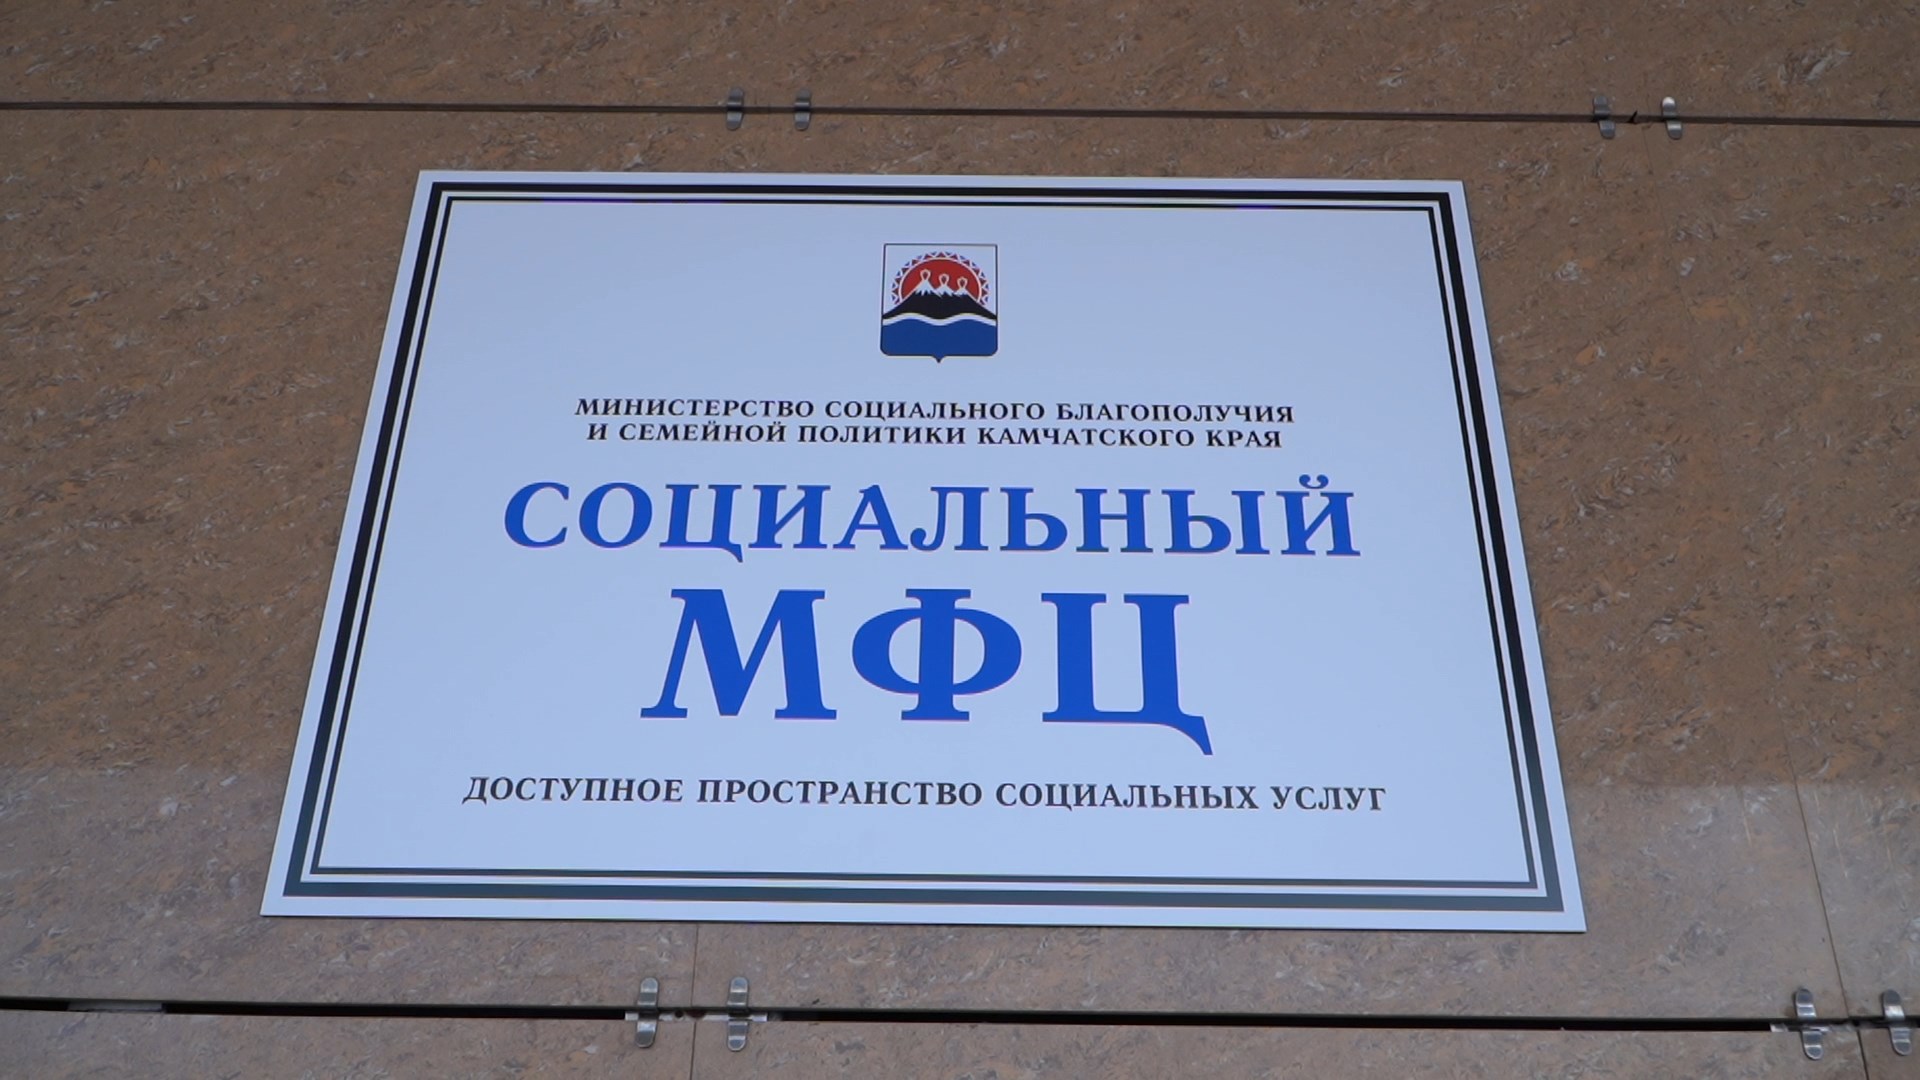 МИНИСТЕРСТВО СОЦИАЛЬНОГО БЛАГОПОЛУЧИЯ
И СЕМЕЙНОЙ ПОЛИТИКИ КАМЧАТСКОГО КРАЯ
СОЦИАЛЬНЫЙ
МФЦ
ДОСТУПНОЕ ПРОСТРАНСТВО СОЦИАЛЬНЫХ УСЛУГ